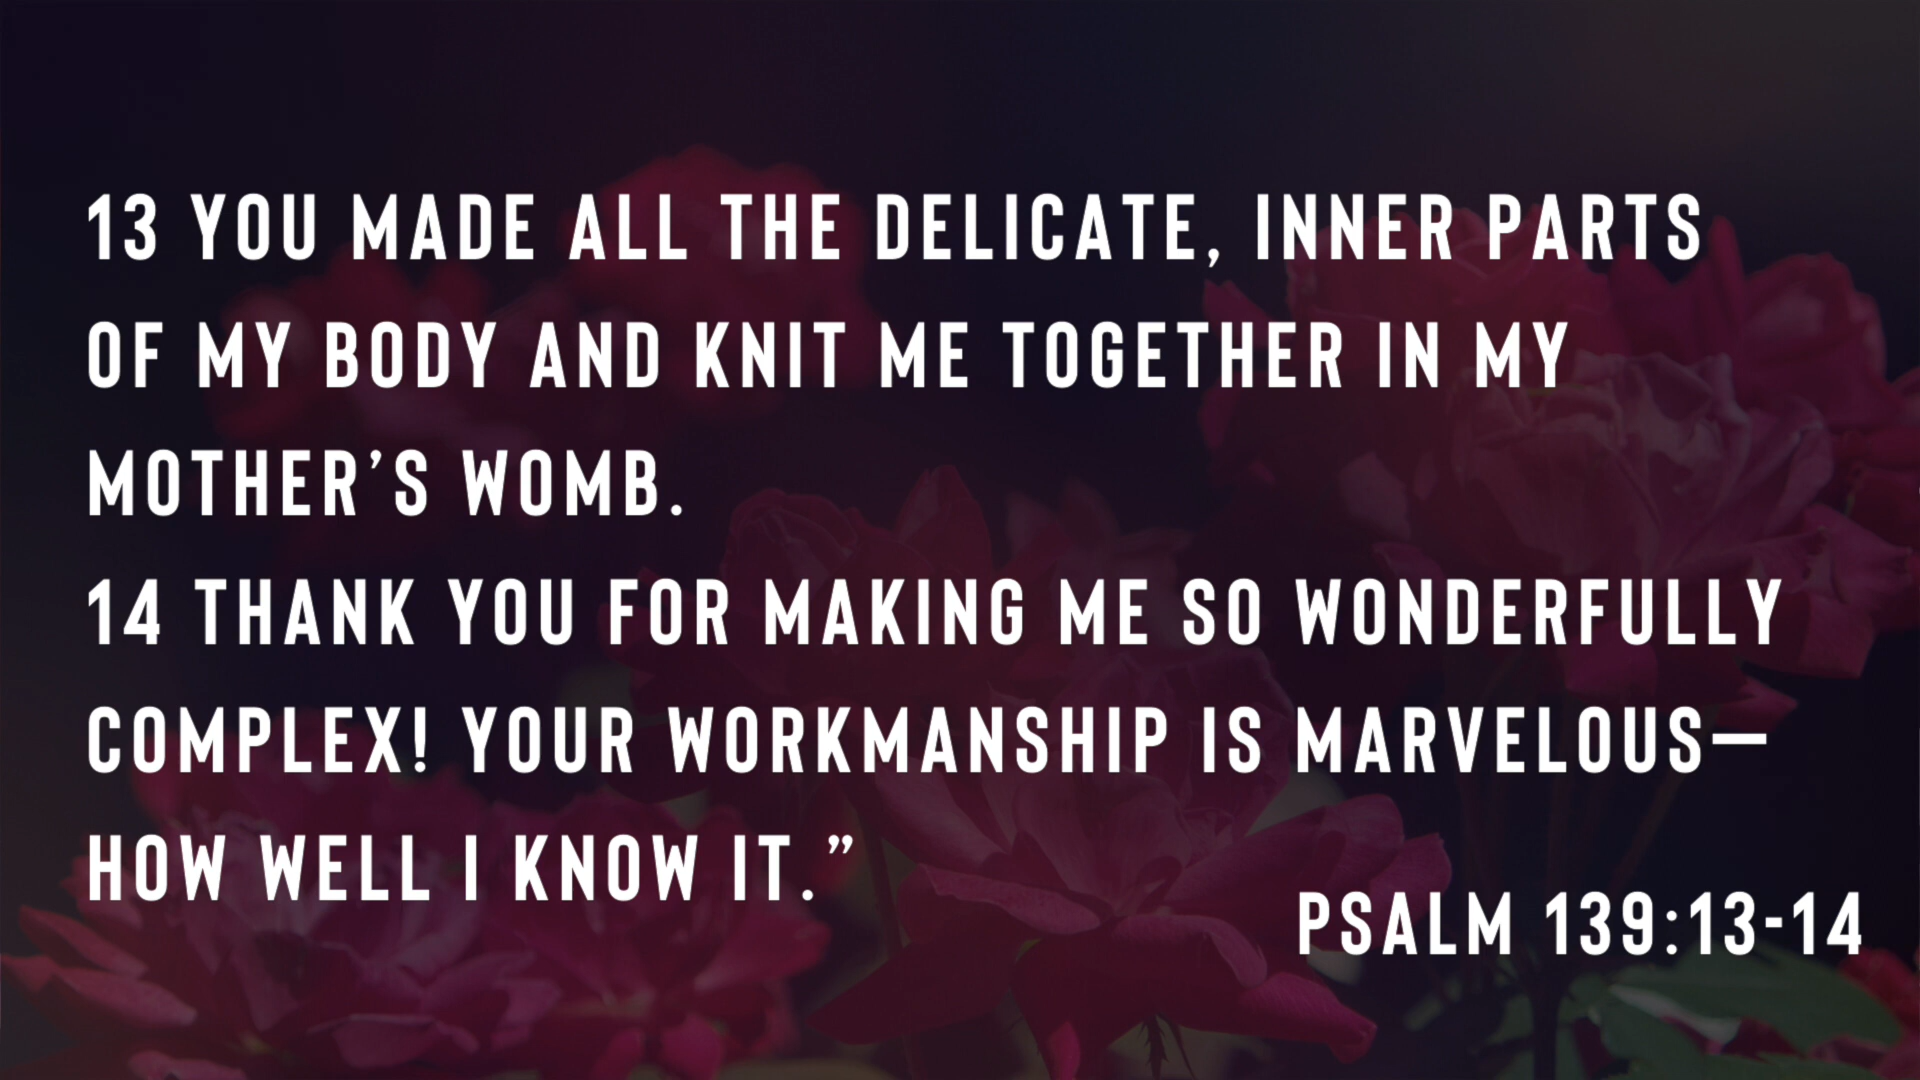 13 YOU MADE ALL THE DELICATE, INNER PARTS
OF MY BODY AND KNIT ME TOGETHER IN MY
MOTHER’S WOMB.
14 THANK YOU FOR MAKING ME SO WONDERFULLY
COMPLEX! YOUR WORKMANSHIP IS MARVELOUS—
HOW WELL I KNOW IT.”
PSALM 139:13-14